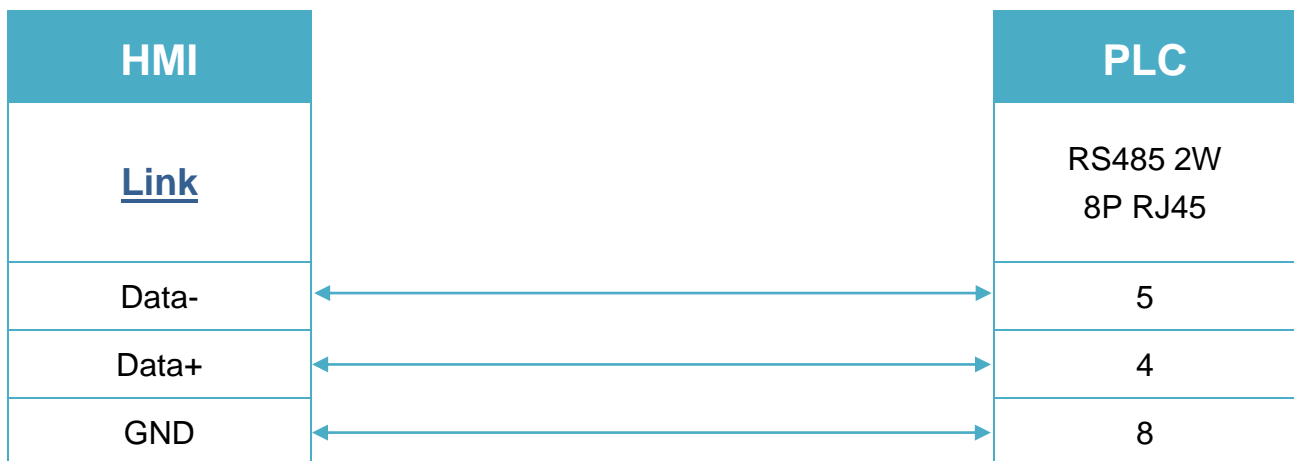 HMI PLC
Link RS485 2W
8P RJ45
Data- 5
Data+ 4
GND 8